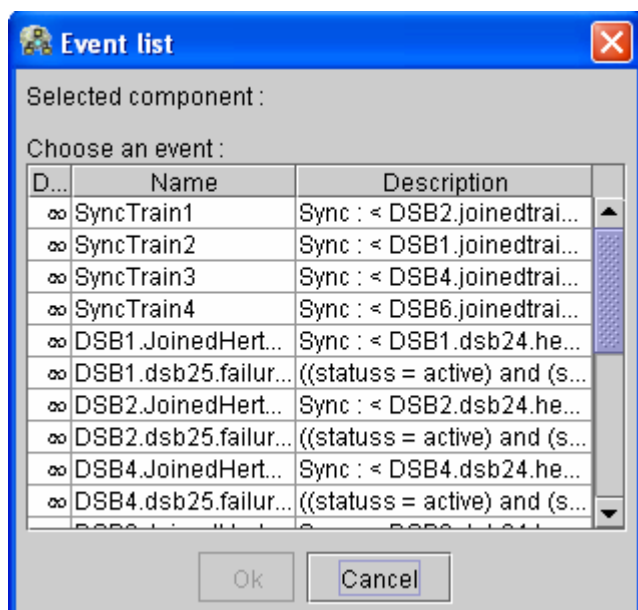 Event list
Selected component :
Choose an event :
D... Name Description
∞ SyncTrain1 Sync : < DSB2.joinedtrai...
∞ SyncTrain2 Sync : < DSB1.joinedtrai...
∞ SyncTrain3 Sync : < DSB4.joinedtrai...
∞ SyncTrain4 Sync : < DSB6.joinedtrai...
∞ DSB1.JoinedHert... Sync : < DSB1.dsb24.he...
∞ DSB1.dsb25.failur... ((statuss = active) and (s...
∞ DSB2.JoinedHert... Sync : < DSB2.dsb24.he...
∞ DSB2.dsb25.failur... ((statuss = active) and (s...
∞ DSB4.JoinedHert... Sync : < DSB4.dsb24.he...
∞ DSB4.dsb25.failur... ((statuss = active) and (s...
Ok Cancel